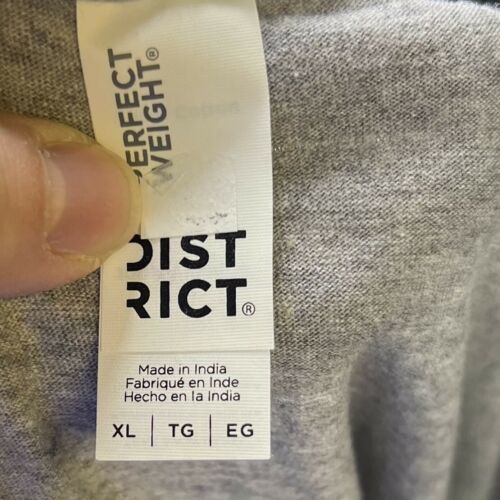 PERFECT
WEIGHT®
DIST
RICT®
Made in India
Fabriqué en Inde
Hecho en la India
XL | TG | EG